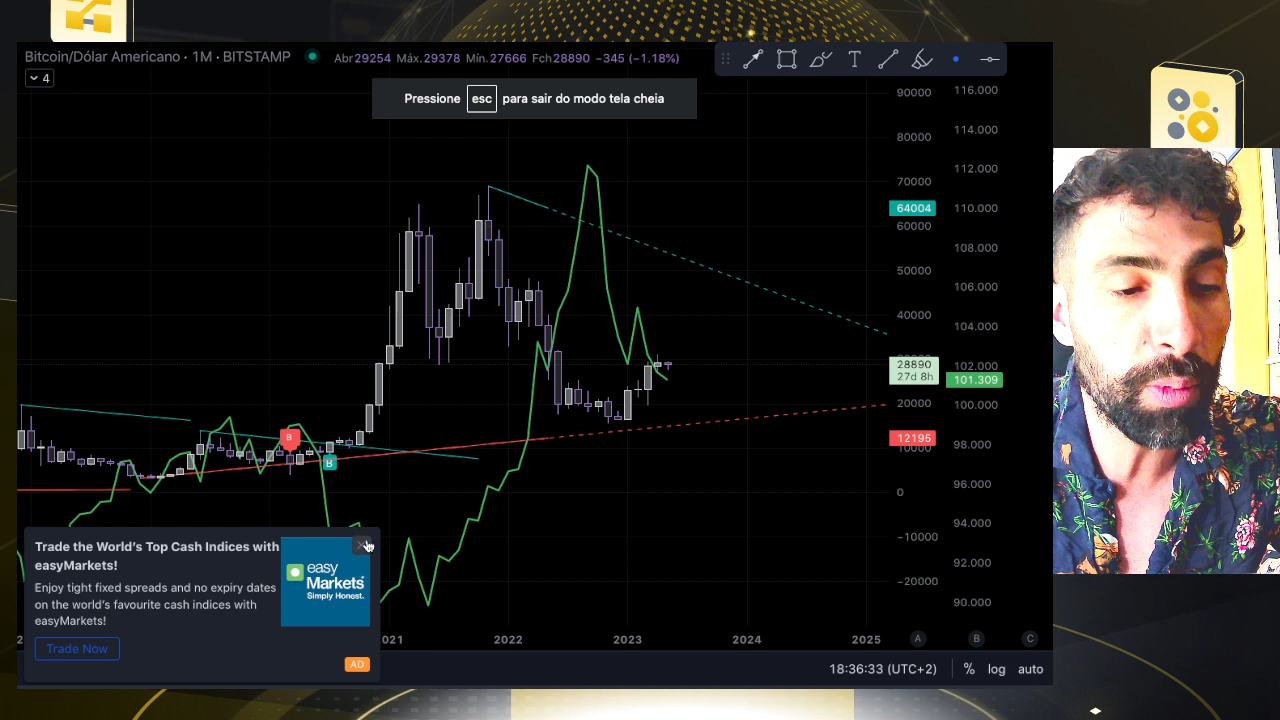 Bitcoin/Dólar Americano · 1M · BITSTAMP
Abr29254 Máx.29378 Mín.27666 Fch28890 −345 (−1.18%)
4
Pressione esc para sair do modo tela cheia
90000
80000
70000
64004
60000
50000
40000
28890
27d 8h
20000
12195
10000
0
−10000
−20000
116.000
114.000
112.000
110.000
108.000
106.000
104.000
102.000
101.309
100.000
98.000
96.000
94.000
92.000
90.000
B
B
Trade the World's Top Cash Indices with
easyMarkets!
Enjoy tight fixed spreads and no expiry dates
on the world's favourite cash indices with
easyMarkets!
Trade Now
easy
Markets
Simply Honest.
AD
021
2022
2023
2024
2025
A
B
C
18:36:33 (UTC+2)
%
log
auto